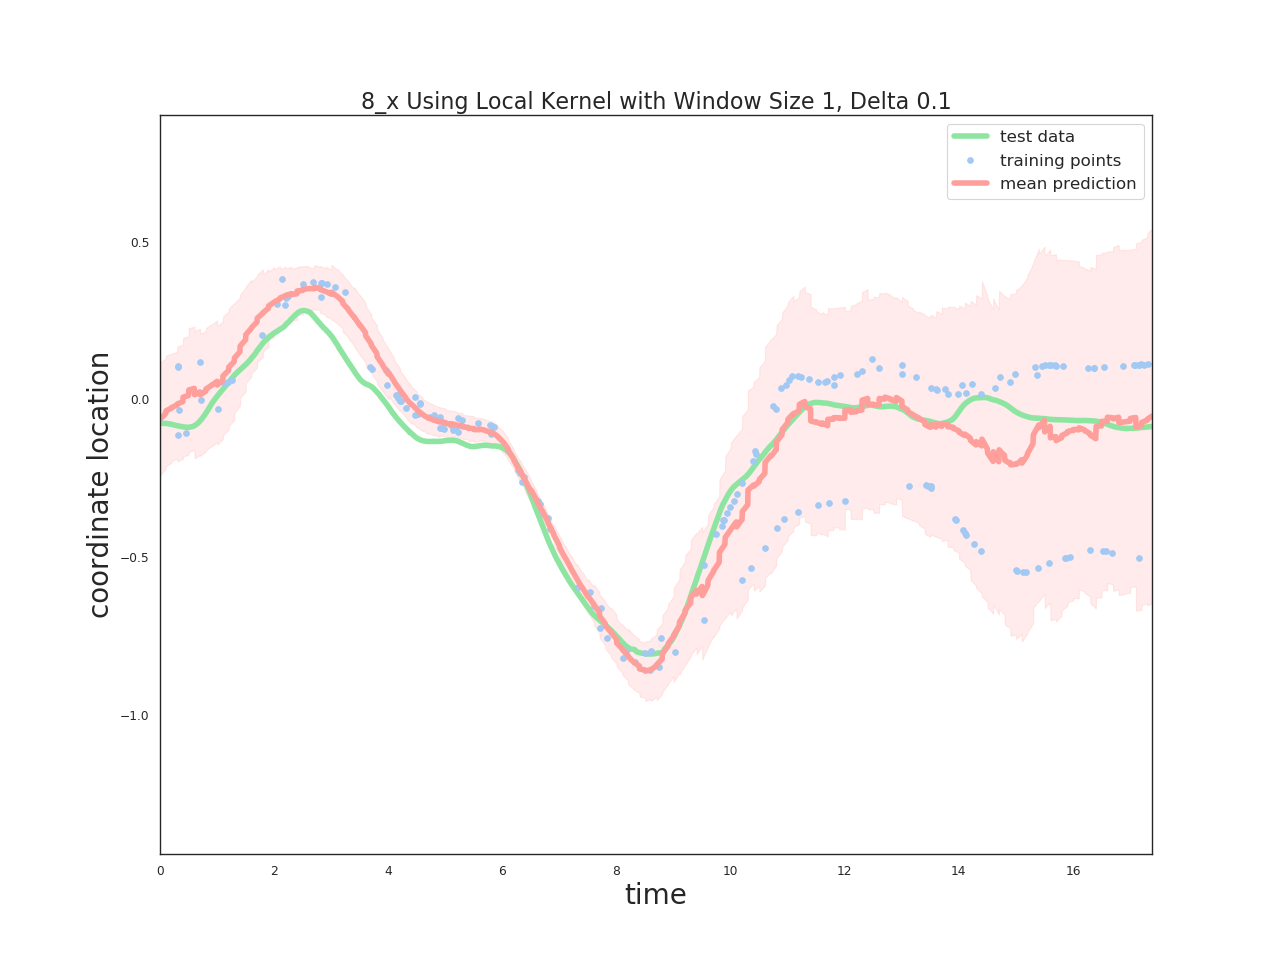 8_x Using Local Kernel with Window Size 1, Delta 0.1
test data
training points
mean prediction
coordinate location
0.5
0.0
−0.5
−1.0
0 2 4 6 8 10 12 14 16
time